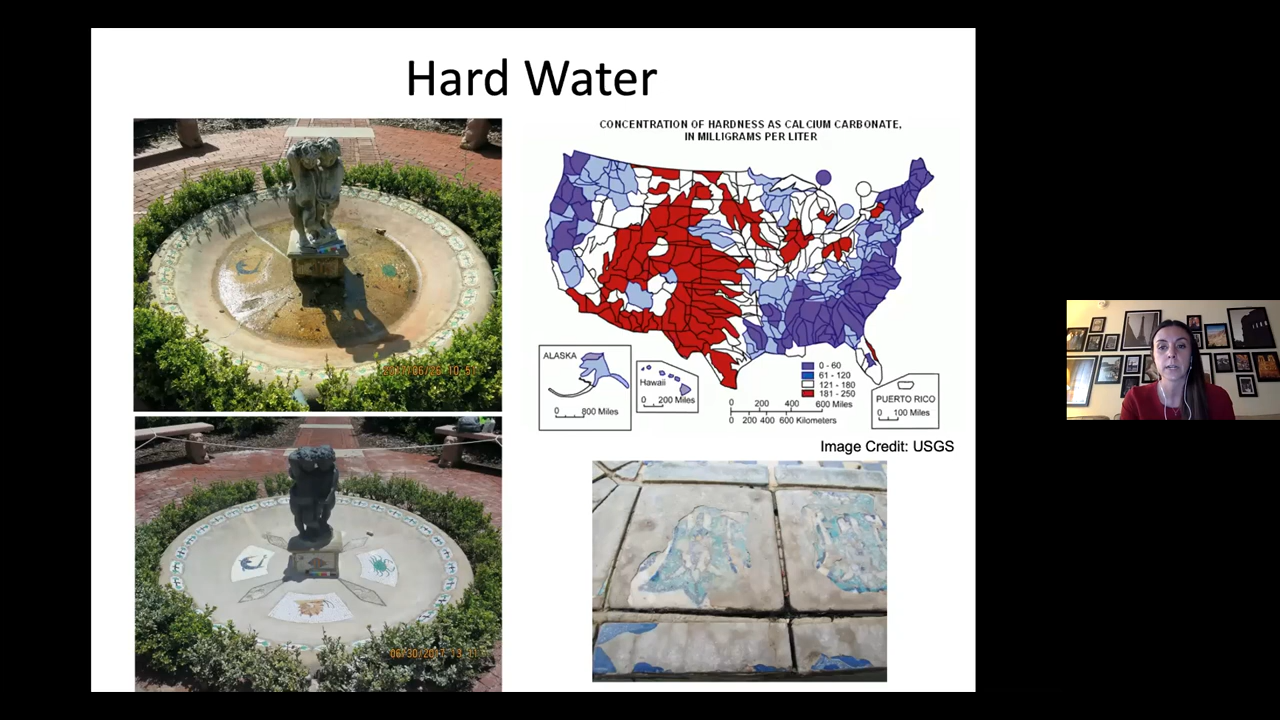 Hard Water
CONCENTRATION OF HARDNESS AS CALCIUM CARBONATE,
IN MILLIGRAMS PER LITER
ALASKA
0 800 Miles
Hawaii
0 200 Miles
0 - 60
61 - 120
121 - 180
181 - 250
0 200 400 600 Miles
0 200 400 600 Kilometers
PUERTO RICO
0 100 Miles
Image Credit: USGS